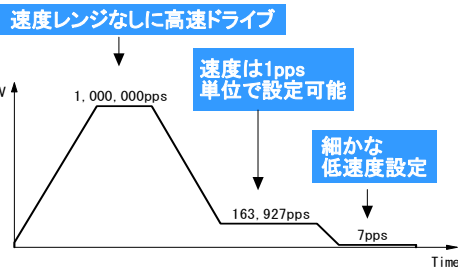 速度レンジなしに高速ドライブ
V
1,000,000pps
速度は1pps
単位で設定可能
細かな
低速度設定
163,927pps
7pps
Time